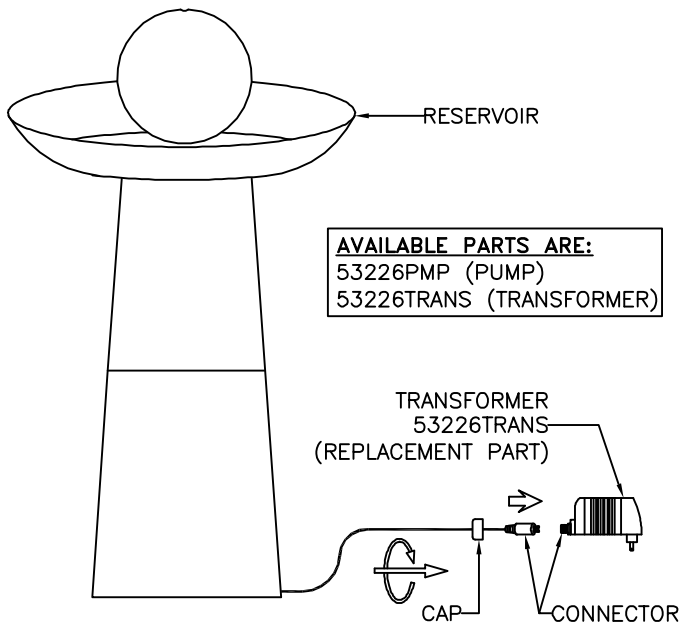 RESERVOIR
AVAILABLE PARTS ARE:
53226PMP (PUMP)
53226TRANS (TRANSFORMER)
TRANSFORMER
53226TRANS
(REPLACEMENT PART)
CAP
CONNECTOR